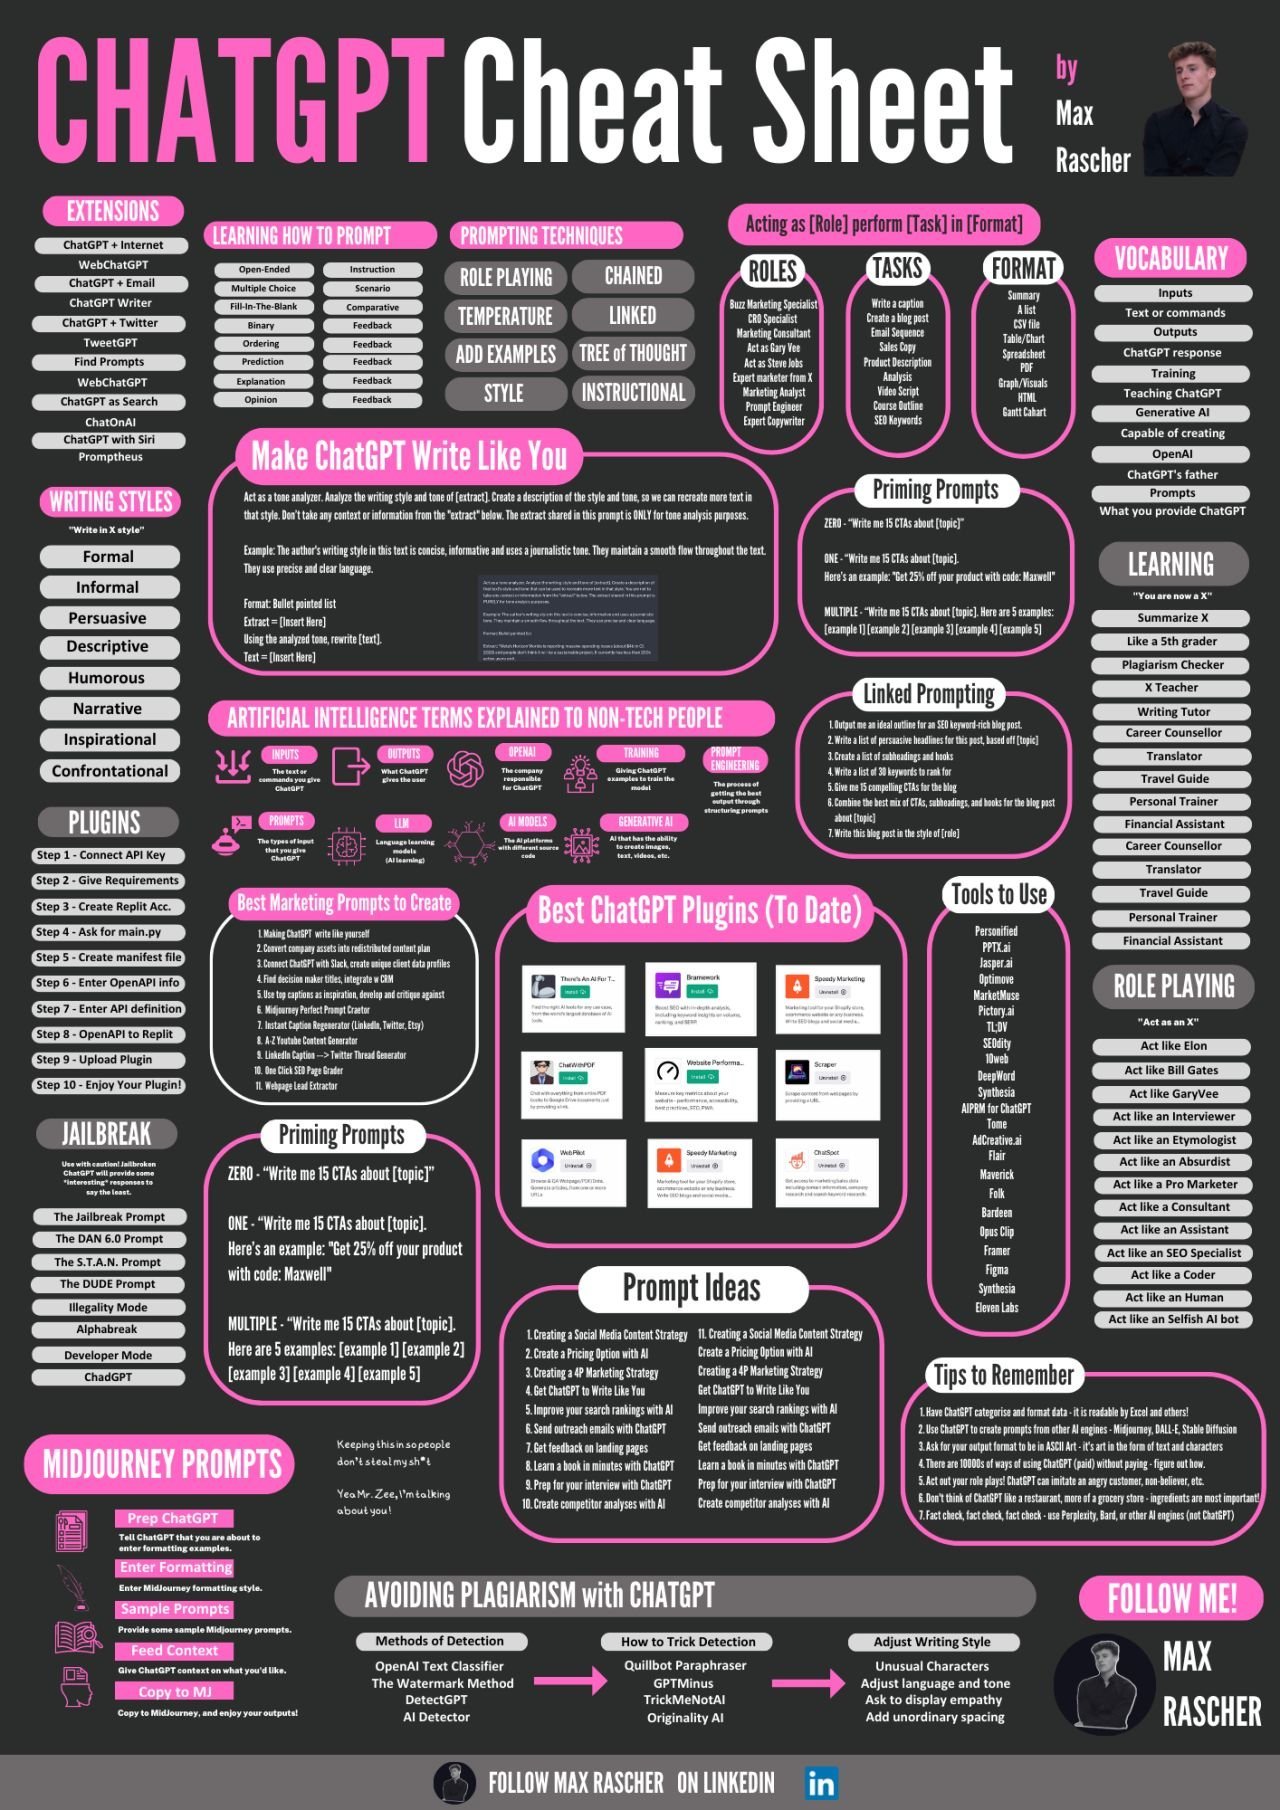 CHATGPT Cheat Sheet
by
Max
Rascher
EXTENSIONS
ChatGPT + Internet
WebChatGPT
ChatGPT + Email
ChatGPT Writer
ChatGPT + Twitter
TweetGPT
Find Prompts
WebChatGPT
ChatGPT as Search
ChatOnAI
ChatGPT with Siri
Promptheus
WRITING STYLES
"Write in X style"
Formal
Informal
Persuasive
Descriptive
Humorous
Narrative
Inspirational
Confrontational
PLUGINS
Step 1 - Connect API Key
Step 2 - Give Requirements
Step 3 - Create Replit Acc.
Step 4 - Ask for main.py
Step 5 - Create manifest file
Step 6 - Enter OpenAPI info
Step 7 - Enter API definition
Step 8 - OpenAPI to Replit
Step 9 - Upload Plugin
Step 10 - Enjoy Your Plugin!
JAILBREAK
Use with caution! Jailbroken
ChatGPT will provide some
*interesting* responses to
say the least.
The Jailbreak Prompt
The DAN 6.0 Prompt
The S.T.A.N. Prompt
The DUDE Prompt
Illegality Mode
Alphabreak
Developer Mode
ChadGPT
LEARNING HOW TO PROMPT
Open-Ended
Multiple Choice
Fill-In-The-Blank
Binary
Ordering
Prediction
Explanation
Opinion
Instruction
Scenario
Comparative
Feedback
Feedback
Feedback
Feedback
Feedback
PROMPTING TECHNIQUES
ROLE PLAYING
TEMPERATURE
ADD EXAMPLES
STYLE
CHAINED
LINKED
TREE of THOUGHT
INSTRUCTIONAL
Acting as [Role] perform [Task] in [Format]
ROLES
Buzz Marketing Specialist
CRO Specialist
Marketing Consultant
Act as Gary Vee
Act as Steve Jobs
Expert marketer from X
Marketing Analyst
Prompt Engineer
Expert Copywriter
TASKS
Write a caption
Create a blog post
Email Sequence
Sales Copy
Product Description
Analysis
Video Script
Course Outline
SEO Keywords
FORMAT
Summary
A list
CSV file
Table/Chart
Spreadsheet
PDF
Graph/Visuals
HTML
Gantt Cahart
Make ChatGPT Write Like You
Act as a tone analyzer. Analyze the writing style and tone of [extract]. Create a description of the style and tone, so we can recreate more text in
that style. Don't take any context or information from the "extract" below. The extract shared in this prompt is ONLY for tone analysis purposes.
Example: The author's writing style in this text is concise, informative and uses a journalistic tone. They maintain a smooth flow throughout the text.
They use precise and clear language.
Format: Bullet pointed list
Extract = [Insert Here]
Using the analyzed tone, rewrite [text].
Text = [Insert Here]
Priming Prompts
ZERO - "Write me 15 CTAs about [topic]"
ONE - "Write me 15 CTAs about [topic].
Here's an example: "Get 25% off your product with code: Maxwell"
MULTIPLE - "Write me 15 CTAs about [topic]. Here are 5 examples:
[example 1] [example 2] [example 3] [example 4] [example 5]
ARTIFICIAL INTELLIGENCE TERMS EXPLAINED TO NON-TECH PEOPLE
INPUTS
The text or
commands you give
ChatGPT
OUTPUTS
What ChatGPT
gives the user
OPENAI
The company
responsible
for ChatGPT
TRAINING
Giving ChatGPT
examples to train the
model
PROMPT
ENGINEERING
The process of
getting the best
output through
structuring prompts
PROMPTS
The types of input
that you give
ChatGPT
LLM
Language learning
models
(AI learning)
AI MODELS
The AI platforms
with different source
code
GENERATIVE AI
AI that has the ability
to create images,
text, videos, etc.
Linked Prompting
1. Output me an ideal outline for an SEO keyword-rich blog post.
2. Write a list of persuasive headlines for this post, based off [topic]
3. Create a list of subheadings and hooks
4. Write a list of 30 keywords to rank for
5. Give me 15 compelling CTAs for the blog
6. Combine the best mix of CTAs, subheadings, and hooks for the blog post
about [topic]
7. Write this blog post in the style of [role]
Best Marketing Prompts to Create
1. Making ChatGPT write like yourself
2. Convert company assets into redistributed content plan
3. Connect ChatGPT with Slack, create unique client data profiles
4. Find decision maker titles, integrate w CRM
5. Use top captions as inspiration, develop and critique against
6. Midjourney Perfect Prompt Craetor
7. Instant Caption Regenerator (LinkedIn, Twitter, Etsy)
8. A-Z Youtube Content Generator
9. LinkedIn Caption --> Twitter Thread Generator
10. One Click SEO Page Grader
11. Webpage Lead Extractor
Best ChatGPT Plugins (To Date)
There's An AI For T...
Install
Bramework
Install
Speedy Marketing
Uninstall
ChatWithPDF
Install
Website Performa...
Install
Scraper
Uninstall
WebPilot
Uninstall
Speedy Marketing
Uninstall
ChatSpot
Uninstall
Tools to Use
Personified
PPTX.ai
Jasper.ai
Optimove
MarketMuse
Pictory.ai
TL;DV
SEOdity
10web
DeepWord
Synthesia
AIPRM for ChatGPT
Tome
AdCreative.ai
Flair
Maverick
Folk
Bardeen
Opus Clip
Framer
Figma
Synthesia
Eleven Labs
Priming Prompts
ZERO - "Write me 15 CTAs about [topic]"
ONE - "Write me 15 CTAs about [topic].
Here's an example: "Get 25% off your product
with code: Maxwell"
MULTIPLE - "Write me 15 CTAs about [topic].
Here are 5 examples: [example 1] [example 2]
[example 3] [example 4] [example 5]
Prompt Ideas
1. Creating a Social Media Content Strategy
2. Create a Pricing Option with AI
3. Creating a 4P Marketing Strategy
4. Get ChatGPT to Write Like You
5. Improve your search rankings with AI
6. Send outreach emails with ChatGPT
7. Get feedback on landing pages
8. Learn a book in minutes with ChatGPT
9. Prep for your interview with ChatGPT
10. Create competitor analyses with AI
11. Creating a Social Media Content Strategy
Create a Pricing Option with AI
Creating a 4P Marketing Strategy
Get ChatGPT to Write Like You
Improve your search rankings with AI
Send outreach emails with ChatGPT
Get feedback on landing pages
Learn a book in minutes with ChatGPT
Prep for your interview with ChatGPT
Create competitor analyses with AI
VOCABULARY
Inputs
Text or commands
Outputs
ChatGPT response
Training
Teaching ChatGPT
Generative AI
Capable of creating
OpenAI
ChatGPT's father
Prompts
What you provide ChatGPT
LEARNING
"You are now a X"
Summarize X
Like a 5th grader
Plagiarism Checker
X Teacher
Writing Tutor
Career Counsellor
Translator
Travel Guide
Personal Trainer
Financial Assistant
Career Counsellor
Translator
Travel Guide
Personal Trainer
Financial Assistant
ROLE PLAYING
"Act as an X"
Act like Elon
Act like Bill Gates
Act like GaryVee
Act like an Interviewer
Act like an Etymologist
Act like an Absurdist
Act like a Pro Marketer
Act like a Consultant
Act like an Assistant
Act like an SEO Specialist
Act like a Coder
Act like an Human
Act like an Selfish AI bot
Tips to Remember
1. Have ChatGPT categorise and format data - it is readable by Excel and others!
2. Use ChatGPT to create prompts from other AI engines - Midjourney, DALL-E, Stable Diffusion
3. Ask for your output format to be in ASCII Art - it's art in the form of text and characters
4. There are 10000s of ways of using ChatGPT (paid) without paying - figure out how.
5. Act out your role plays! ChatGPT can imitate an angry customer, non-believer, etc.
6. Don't think of ChatGPT like a restaurant, more of a grocery store - ingredients are most important!
7. Fact check, fact check, fact check - use Perplexity, Bard, or other AI engines (not ChatGPT)
MIDJOURNEY PROMPTS
Prep ChatGPT
Tell ChatGPT that you are about to
enter formatting examples.
Enter Formatting
Enter MidJourney formatting style.
Sample Prompts
Provide some sample Midjourney prompts.
Feed Context
Give ChatGPT context on what you'd like.
Copy to MJ
Copy to MidJourney, and enjoy your outputs!
Keeping this in so people
don't steal my sh*t
Yea Mr. Zee, I'm talking
about you!
AVOIDING PLAGIARISM with CHATGPT
Methods of Detection
OpenAI Text Classifier
The Watermark Method
DetectGPT
AI Detector
How to Trick Detection
Quillbot Paraphraser
GPTMinus
TrickMeNotAI
Originality AI
Adjust Writing Style
Unusual Characters
Adjust language and tone
Ask to display empathy
Add unordinary spacing
FOLLOW ME!
MAX
RASCHER
FOLLOW MAX RASCHER ON LINKEDIN
in